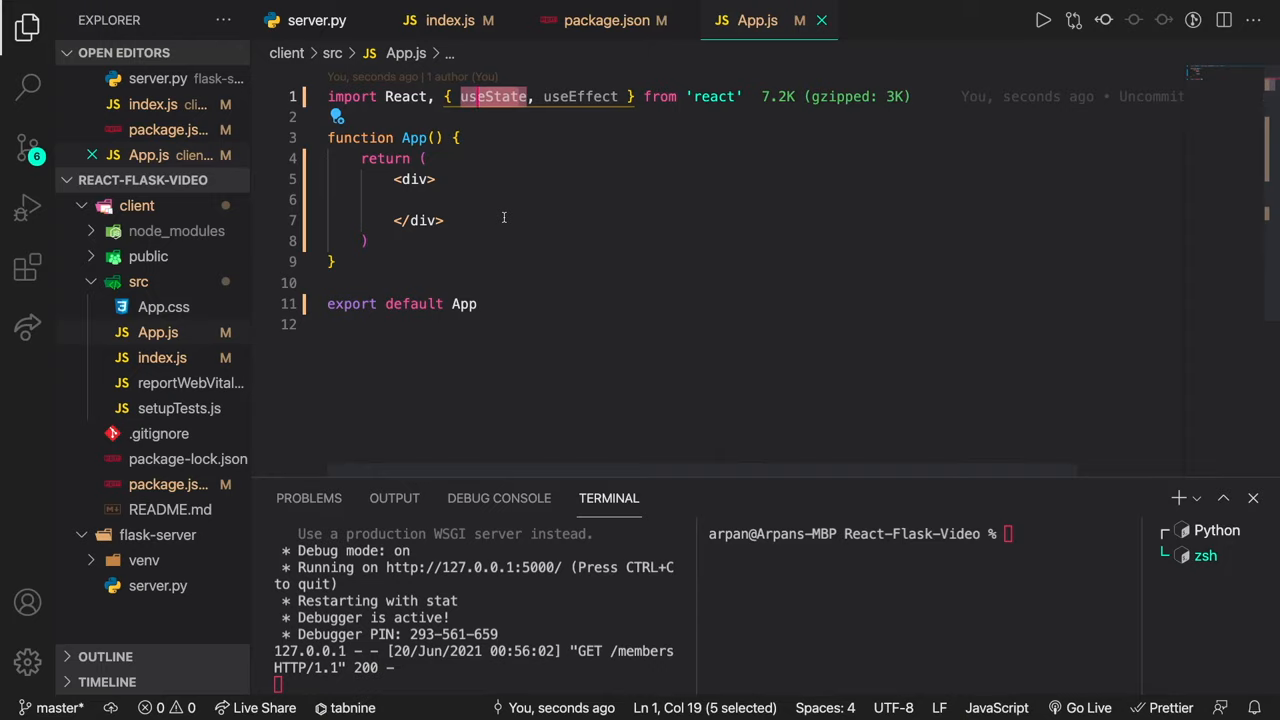 EXPLORER
server.py
JS index.js M
package.json M
JS App.js M
OPEN EDITORS
server.py flask-s...
JS index.js client... M
package.js... M
JS App.js clien... M
REACT-FLASK-VIDEO
client
node_modules
public
src
App.css
JS App.js M
JS index.js M
JS reportWebVital...
JS setupTests.js
.gitignore
package-lock.json
package.js... M
README.md
flask-server
venv
server.py
OUTLINE
TIMELINE
6
client > src > JS App.js > ...
You, seconds ago | 1 author (You)
1 import React, { useState, useEffect } from 'react' 7.2K (gzipped: 3K) You, seconds ago • Uncommit
2
3 function App() {
4 return (
5 <div>
6
7 </div>
8 )
9 }
10
11 export default App
12
PROBLEMS OUTPUT DEBUG CONSOLE TERMINAL
Use a production WSGI server instead.
* Debug mode: on
* Running on http://127.0.0.1:5000/ (Press CTRL+C
to quit)
* Restarting with stat
* Debugger is active!
* Debugger PIN: 293-561-659
127.0.0.1 - - [20/Jun/2021 00:56:02] "GET /members
HTTP/1.1" 200 -
arpan@Arpans-MBP React-Flask-Video %
Python
zsh
master* 0 0 Live Share tabnine You, seconds ago Ln 1, Col 19 (5 selected) Spaces: 4 UTF-8 LF JavaScript Go Live Prettier